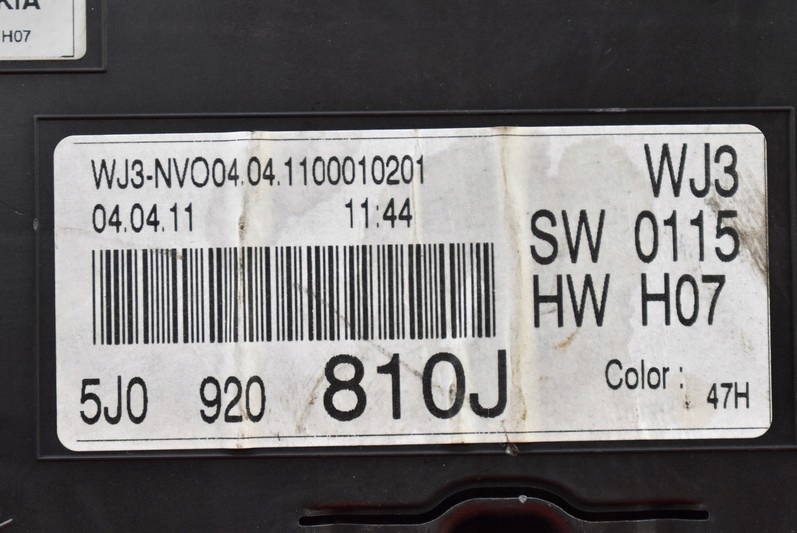 H07
WJ3-NVO04.04.1100010201
04.04.11 11:44
5J0 920 810J
WJ3
SW 0115
HW H07
Color : 47H